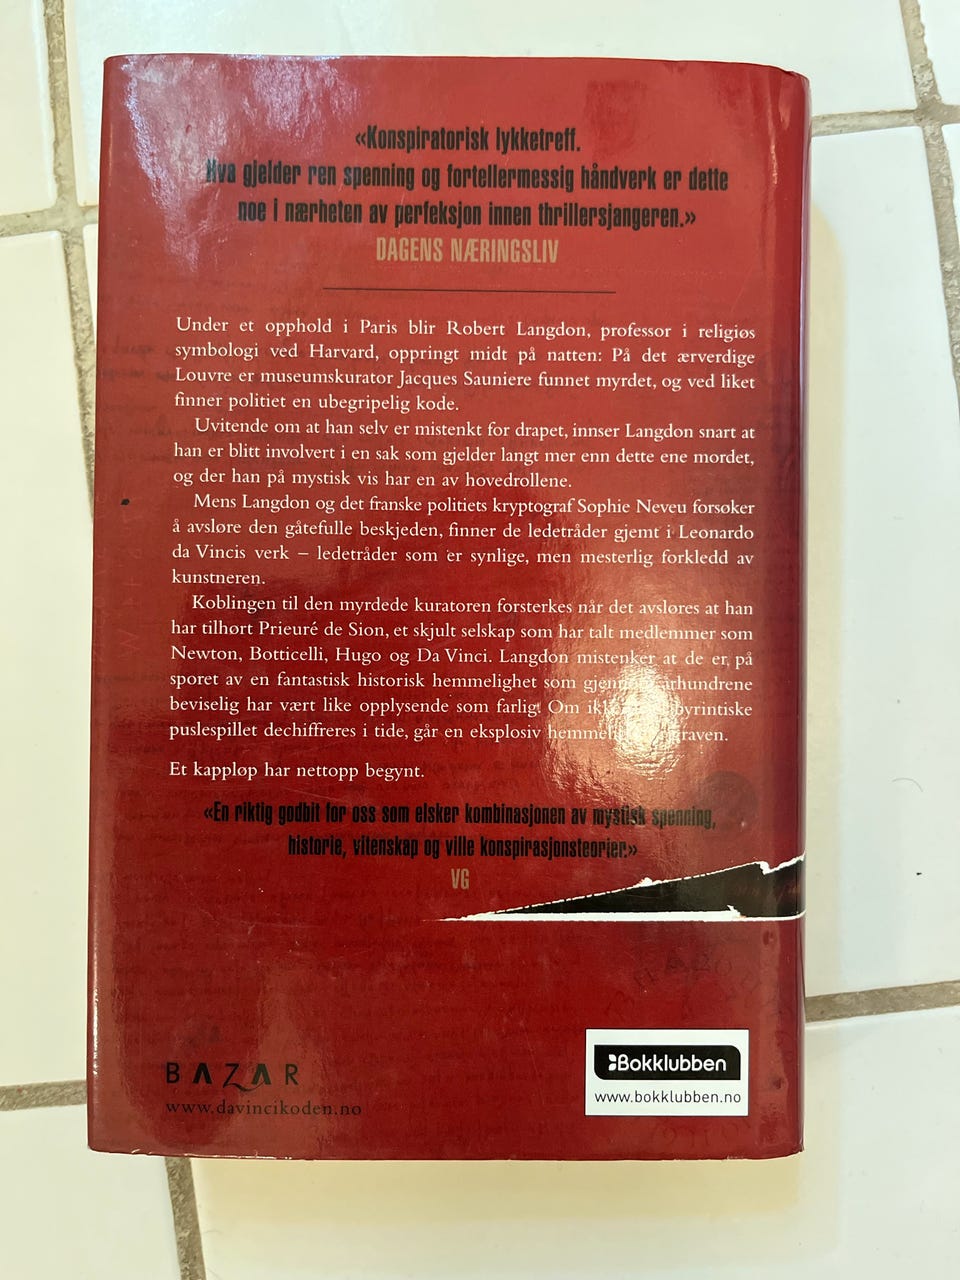 «Konspiratorisk lykketreff.
Hva gjelder ren spenning og fortellermessig håndverk er dette
noe i nærheten av perfeksjon innen thrillersjangeren.»
DAGENS NÆRINGSLIV
Under et opphold i Paris blir Robert Langdon, professor i religiøs
symbologi ved Harvard, oppringt midt på natten: På det ærverdige
Louvre er museumskurator Jacques Sauniere funnet myrdet, og ved liket
finner politiet en ubegripelig kode.
Uvitende om at han selv er mistenkt for drapet, innser Langdon snart at
han er blitt involvert i en sak som gjelder langt mer enn dette ene mordet,
og der han på mystisk vis har en av hovedrollene.
Mens Langdon og det franske politiets kryptograf Sophie Neveu forsøker
å avsløre den gåtefulle beskjeden, finner de ledetråder gjemt i Leonardo
da Vincis verk – ledetråder som er synlige, men mesterlig forkledd av
kunstneren.
Koblingen til den myrdede kuratoren forsterkes når det avsløres at han
har tilhørt Prieuré de Sion, et skjult selskap som har talt medlemmer som
Newton, Botticelli, Hugo og Da Vinci. Langdon mistenker at de er på
sporet av en fantastisk historisk hemmelighet som århundrene
beviselig har vært like opplysende som farlig. Om
puslespillet dechiffreres i tide, går en eksplosiv graven.
Et kappløp har nettopp begynt.
«En riktig godbit for oss som elsker kombinasjonen av mystisk spenning,
historie, vitenskap og ville konspirasjonsteorier.»
VG
BAZAR
www.davincikoden.no
Bokklubben
www.bokklubben.no